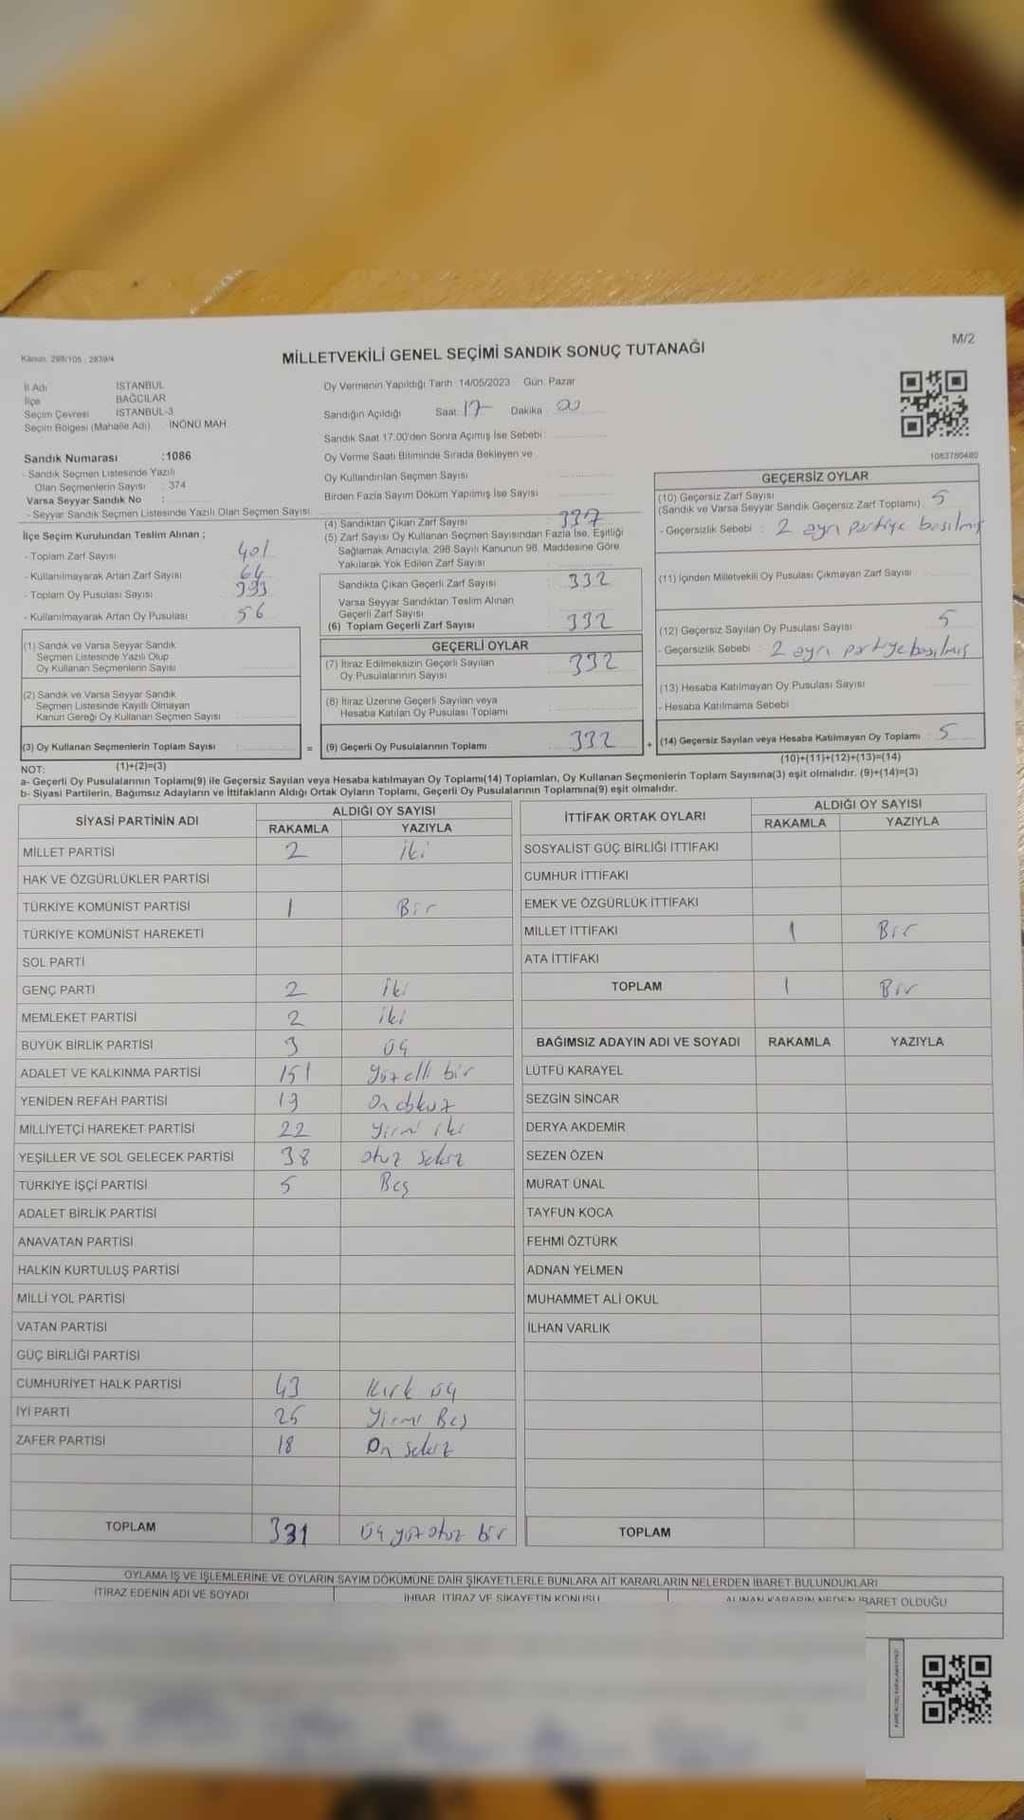 M/2
Kanun: 298/105 - 2839/4
MİLLETVEKİLİ GENEL SEÇİMİ SANDIK SONUÇ TUTANAĞI
İl Adı : İSTANBUL
İlçe : BAĞCILAR
Seçim Çevresi : İSTANBUL-3
Seçim Bölgesi (Mahalle Adı) : İNÖNÜ MAH
Sandık Numarası :1086
- Sandık Seçmen Listesinde Yazılı
Olan Seçmenlerin Sayısı : 374
Varsa Seyyar Sandık No :
- Seyyar Sandık Seçmen Listesinde Yazılı Olan Seçmen Sayısı
Oy Vermenin Yapıldığı Tarih :14/05/2023 Gün: Pazar
Sandığın Açıldığı Saat: 17 Dakika 00
Sandık Saat 17.00'den Sonra Açımış İse Sebebi:
Oy Verme Saati Bitiminde Sırada Bekleyen ve
Oy Kullandırılan Seçmen Sayısı
Birden Fazla Sayım Döküm Yapılmış İse Sayısı
1083780480
İlçe Seçim Kurulundan Teslim Alınan ;
- Toplam Zarf Sayısı 401
- Kullanılmayarak Artan Zarf Sayısı 64
- Toplam Oy Pusulası Sayısı 393
- Kullanılmayarak Artan Oy Pusulası 56
(1) Sandık ve Varsa Seyyar Sandık
Seçmen Listesinde Yazılı Olup
Oy Kullanan Seçmenlerin Sayısı
(2) Sandık ve Varsa Seyyar Sandık
Seçmen Listesinde Kayıtlı Olmayan
Kanun Gereği Oy Kullanan Seçmen Sayısı
(3) Oy Kullanan Seçmenlerin Toplam Sayısı =
(1)+(2)=(3)
(4) Sandıktan Çıkan Zarf Sayısı 337
(5) Zarf Sayısı Oy Kullanan Seçmen Sayısından Fazla İse, Eşitliği
Sağlamak Amacıyla, 298 Sayılı Kanunun 98. Maddesine Göre
Yakılarak Yok Edilen Zarf Sayısı
Sandıkta Çıkan Geçerli Zarf Sayısı 332
Varsa Seyyar Sandıktan Teslim Alınan
Geçerli Zarf Sayısı
(6) Toplam Geçerli Zarf Sayısı 332
GEÇERLİ OYLAR
(7) İtiraz Edilmeksizin Geçerli Sayılan
Oy Pusulalarının Sayısı 332
(8) İtiraz Üzerine Geçerli Sayılan veya
Hesaba Katılan Oy Pusulası Toplamı
(9) Geçerli Oy Pusulalarının Toplamı 332 +
GEÇERSİZ OYLAR
(10) Geçersiz Zarf Sayısı 5
(Sandık ve Varsa Seyyar Sandık Geçersiz Zarf Toplamı)
- Geçersizlik Sebebi : 2 ayrı partiye basılmış
(11) İçinden Milletvekili Oy Pusulası Çıkmayan Zarf Sayısı
(12) Geçersiz Sayılan Oy Pusulası Sayısı 5
- Geçersizlik Sebebi 2 ayrı partiye basılmış
(13) Hesaba Katılmayan Oy Pusulası Sayısı
- Hesaba Katılmama Sebebi
(14) Geçersiz Sayılan veya Hesaba Katılmayan Oy Toplamı 5
(10)+(11)+(12)+(13)=(14)
NOT:
a- Geçerli Oy Pusulalarının Toplamı(9) ile Geçersiz Sayılan veya Hesaba katılmayan Oy Toplamı(14) Toplamları, Oy Kullanan Seçmenlerin Toplam Sayısına(3) eşit olmalıdır. (9)+(14)=(3)
b- Siyasi Partilerin, Bağımsız Adayların ve İttifakların Aldığı Ortak Oyların Toplamı, Geçerli Oy Pusulalarının Toplamına(9) eşit olmalıdır.
SİYASİ PARTİNİN ADI ALDIĞI OY SAYISI
RAKAMLA YAZIYLA
MİLLET PARTİSİ 2 iki
HAK VE ÖZGÜRLÜKLER PARTİSİ
TÜRKİYE KOMÜNİST PARTİSİ 1 Bir
TÜRKİYE KOMÜNİST HAREKETİ
SOL PARTİ
GENÇ PARTİ 2 iki
MEMLEKET PARTİSİ 2 iki
BÜYÜK BİRLİK PARTİSİ 3 üç
ADALET VE KALKINMA PARTİSİ 151 yüz elli bir
YENİDEN REFAH PARTİSİ 19 On dokuz
MİLLİYETÇİ HAREKET PARTİSİ 22 yirmi iki
YEŞİLLER VE SOL GELECEK PARTİSİ 38 otuz sekiz
TÜRKİYE İŞÇİ PARTİSİ 5 Beş
ADALET BİRLİK PARTİSİ
ANAVATAN PARTİSİ
HALKIN KURTULUŞ PARTİSİ
MİLLİ YOL PARTİSİ
VATAN PARTİSİ
GÜÇ BİRLİĞİ PARTİSİ
CUMHURİYET HALK PARTİSİ 43 Kırk üç
İYİ PARTİ 25 Yirmi Beş
ZAFER PARTİSİ 18 On sekiz
TOPLAM 331 üç yüz otuz bir
İTTİFAK ORTAK OYLARI ALDIĞI OY SAYISI
RAKAMLA YAZIYLA
SOSYALİST GÜÇ BİRLİĞİ İTTİFAKI
CUMHUR İTTİFAKI
EMEK VE ÖZGÜRLÜK İTTİFAKI
MİLLET İTTİFAKI 1 Bir
ATA İTTİFAKI
TOPLAM 1 Bir
BAĞIMSIZ ADAYIN ADI VE SOYADI RAKAMLA YAZIYLA
LÜTFÜ KARAYEL
SEZGİN SİNCAR
DERYA AKDEMİR
SEZEN ÖZEN
MURAT ÜNAL
TAYFUN KOCA
FEHMİ ÖZTÜRK
ADNAN YELMEN
MUHAMMET ALİ OKUL
İLHAN VARLIK
TOPLAM
OYLAMA İŞ VE İŞLEMLERİNE VE OYLARIN SAYIM DÖKÜMÜNE DAİR ŞİKAYETLERLE BUNLARA AİT KARARLARIN NELERDEN İBARET BULUNDUKLARI
İTİRAZ EDENİN ADI VE SOYADI İHBAR, İTİRAZ VE ŞİKAYETİN KONUSU ALINAN KARARIN NEDEN İBARET OLDUĞU